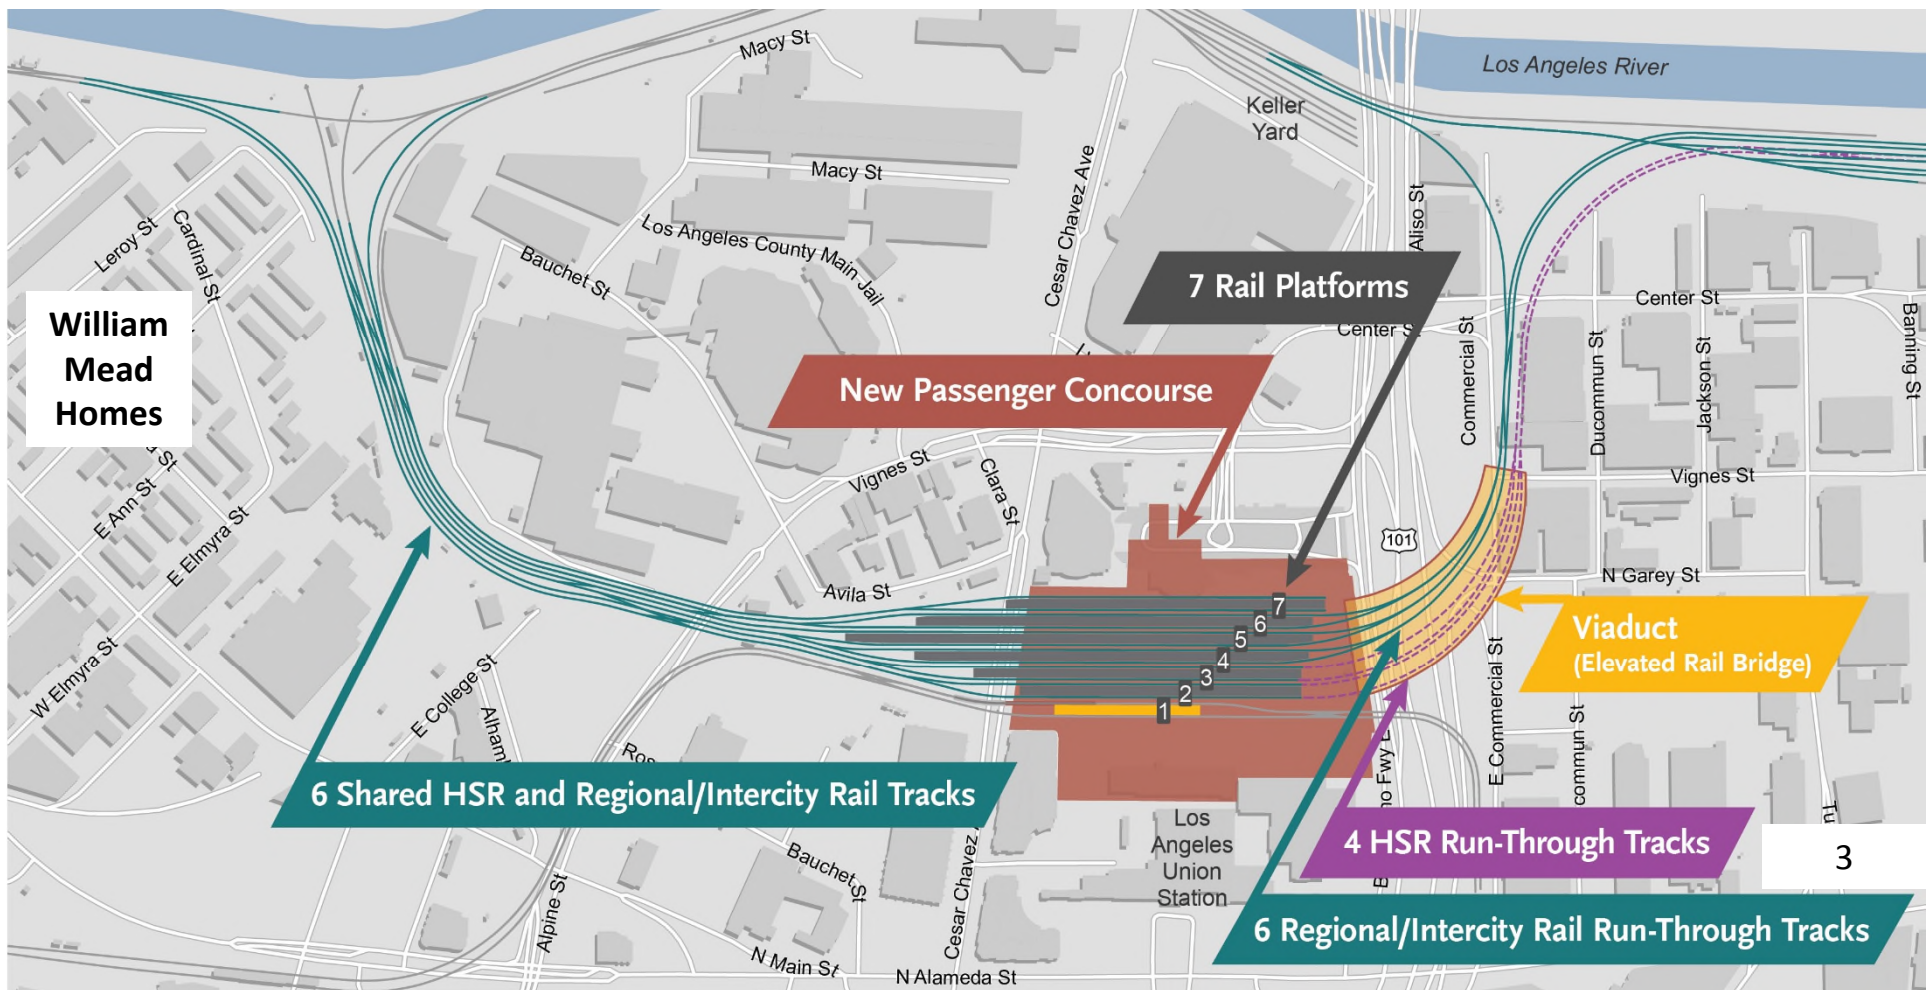 Macy St
Los Angeles River
Keller
Yard
Macy St
Leroy St
Cardinal St
Los Angeles County Main Jail
Cesar Chavez Ave
Aliso St
Bauchet St
7 Rail Platforms
Center St
Center St
Banning St
William
Mead
Homes
New Passenger Concourse
Commercial St
Ducommun St
Jackson St
Vignes St
Vignes St
Clara St
E Ann St
E Elmyra St
101
N Garey St
Avila St
7
6
5
4
3
2
1
Viaduct
(Elevated Rail Bridge)
W Elmyra St
E College St
E Commercial St
6 Shared HSR and Regional/Intercity Rail Tracks
Los
Angeles
Union
Station
4 HSR Run-Through Tracks
3
Bauchet St
Cesar Chavez
Alpine St
6 Regional/Intercity Rail Run-Through Tracks
N Main St
N Alameda St